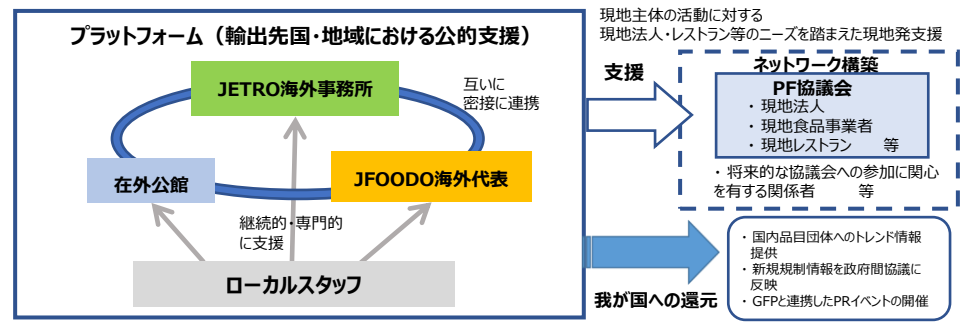 プラットフォーム（輸出先国・地域における公的支援）
JETRO海外事務所
互いに
密接に連携
在外公館
JFOODO海外代表
継続的・専門的
に支援
ローカルスタッフ
現地主体の活動に対する
現地法人・レストラン等のニーズを踏まえた現地発支援
支援
ネットワーク構築
PF協議会
・現地法人
・現地食品事業者
・現地レストラン　　等
・将来的な協議会への参加に関心
を有する関係者　　　等
我が国への還元
・国内品目団体へのトレンド情報
提供
・新規規制情報を政府間協議に
反映
・GFPと連携したPRイベントの開催